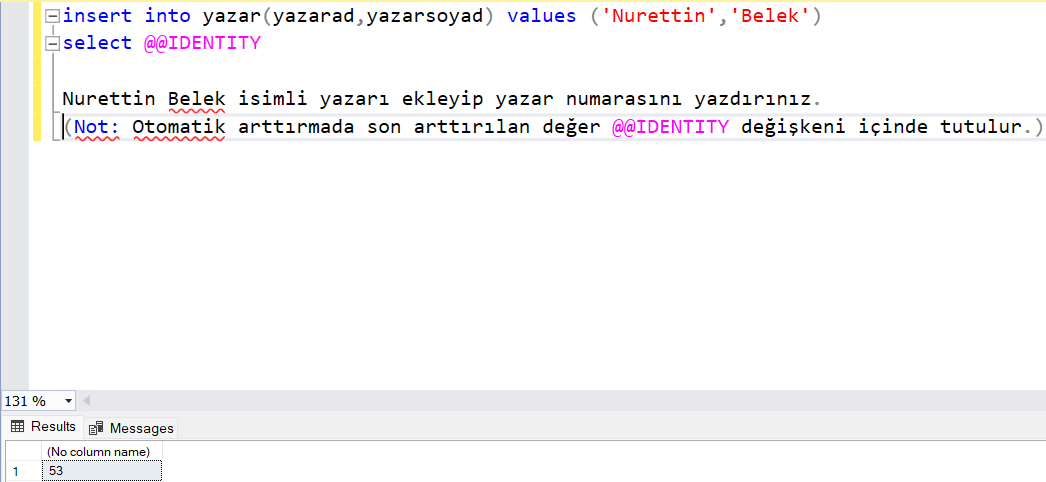 insert into yazar(yazarad,yazarsoyad) values ('Nurettin','Belek')
select @@IDENTITY
Nurettin Belek isimli yazarı ekleyip yazar numarasını yazdırınız.
(Not: Otomatik arttırmada son arttırılan değer @@IDENTITY değişkeni içinde tutulur.)
131 %
Results Messages
(No column name)
1 53